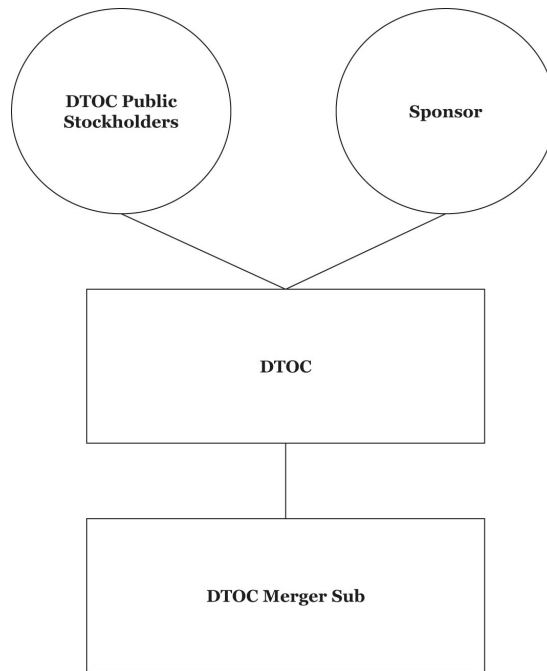 DTOC Public
Stockholders
Sponsor
DTOC
DTOC Merger Sub